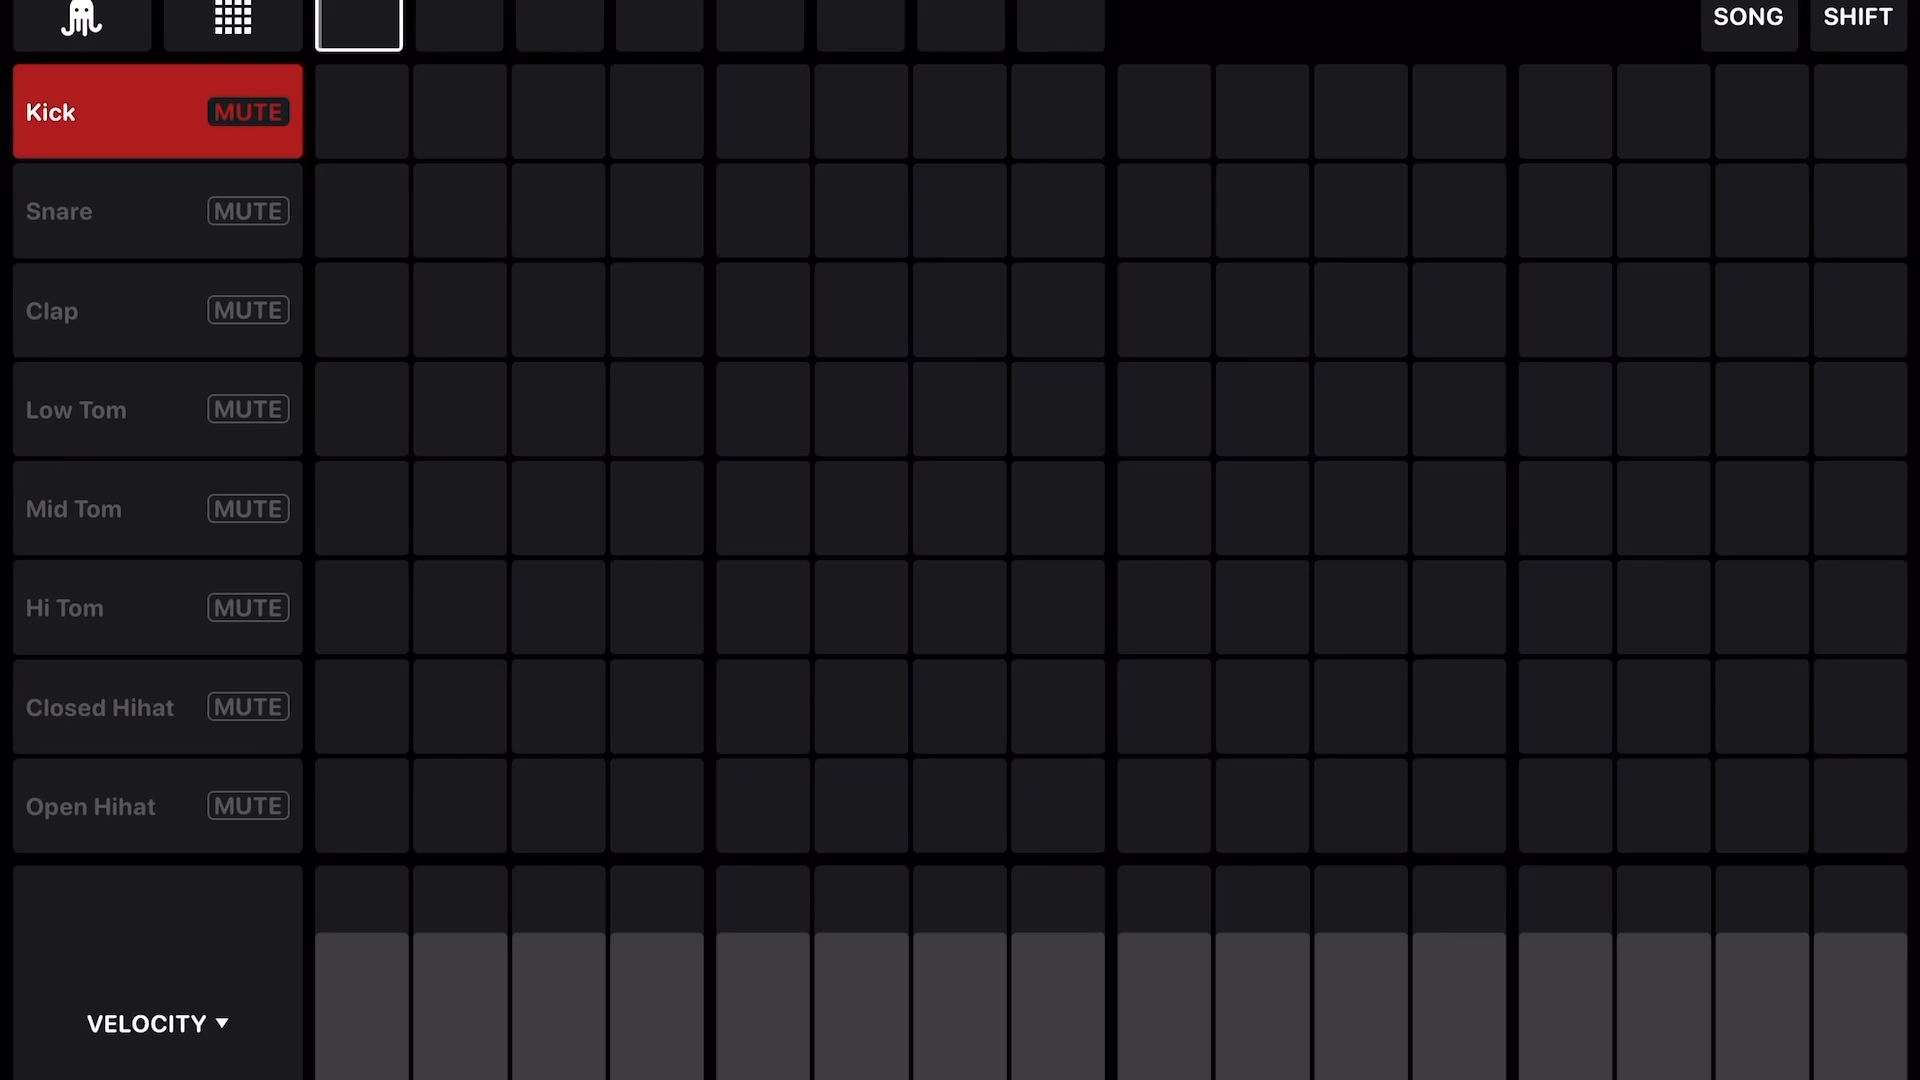 SONG SHIFT
Kick MUTE
Snare MUTE
Clap MUTE
Low Tom MUTE
Mid Tom MUTE
Hi Tom MUTE
Closed Hihat MUTE
Open Hihat MUTE
VELOCITY